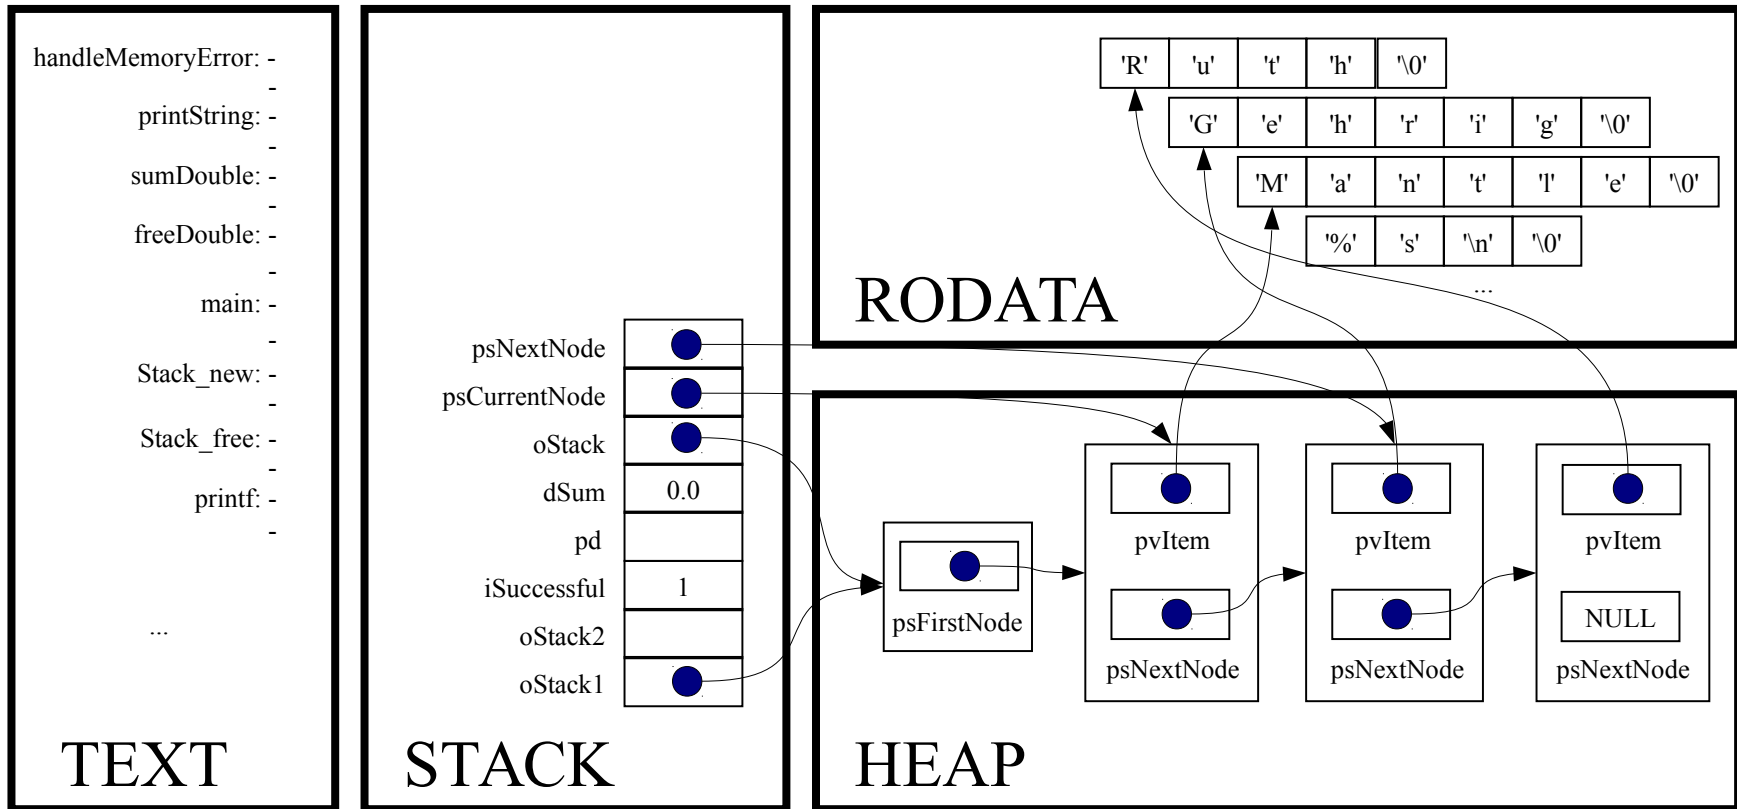 handleMemoryError: -
-
printString: -
-
sumDouble: -
-
freeDouble: -
-
main: -
-
Stack_new: -
-
Stack_free: -
-
printf: -
-
...
TEXT
psNextNode
psCurrentNode
oStack
dSum 0.0
pd
iSuccessful 1
oStack2
oStack1
STACK
'R' 'u' 't' 'h' '\0'
'G' 'e' 'h' 'r' 'i' 'g' '\0'
'M' 'a' 'n' 't' 'l' 'e' '\0'
'%' 's' '\n' '\0'
...
RODATA
psFirstNode
pvItem pvItem pvItem
NULL
psNextNode psNextNode psNextNode
HEAP